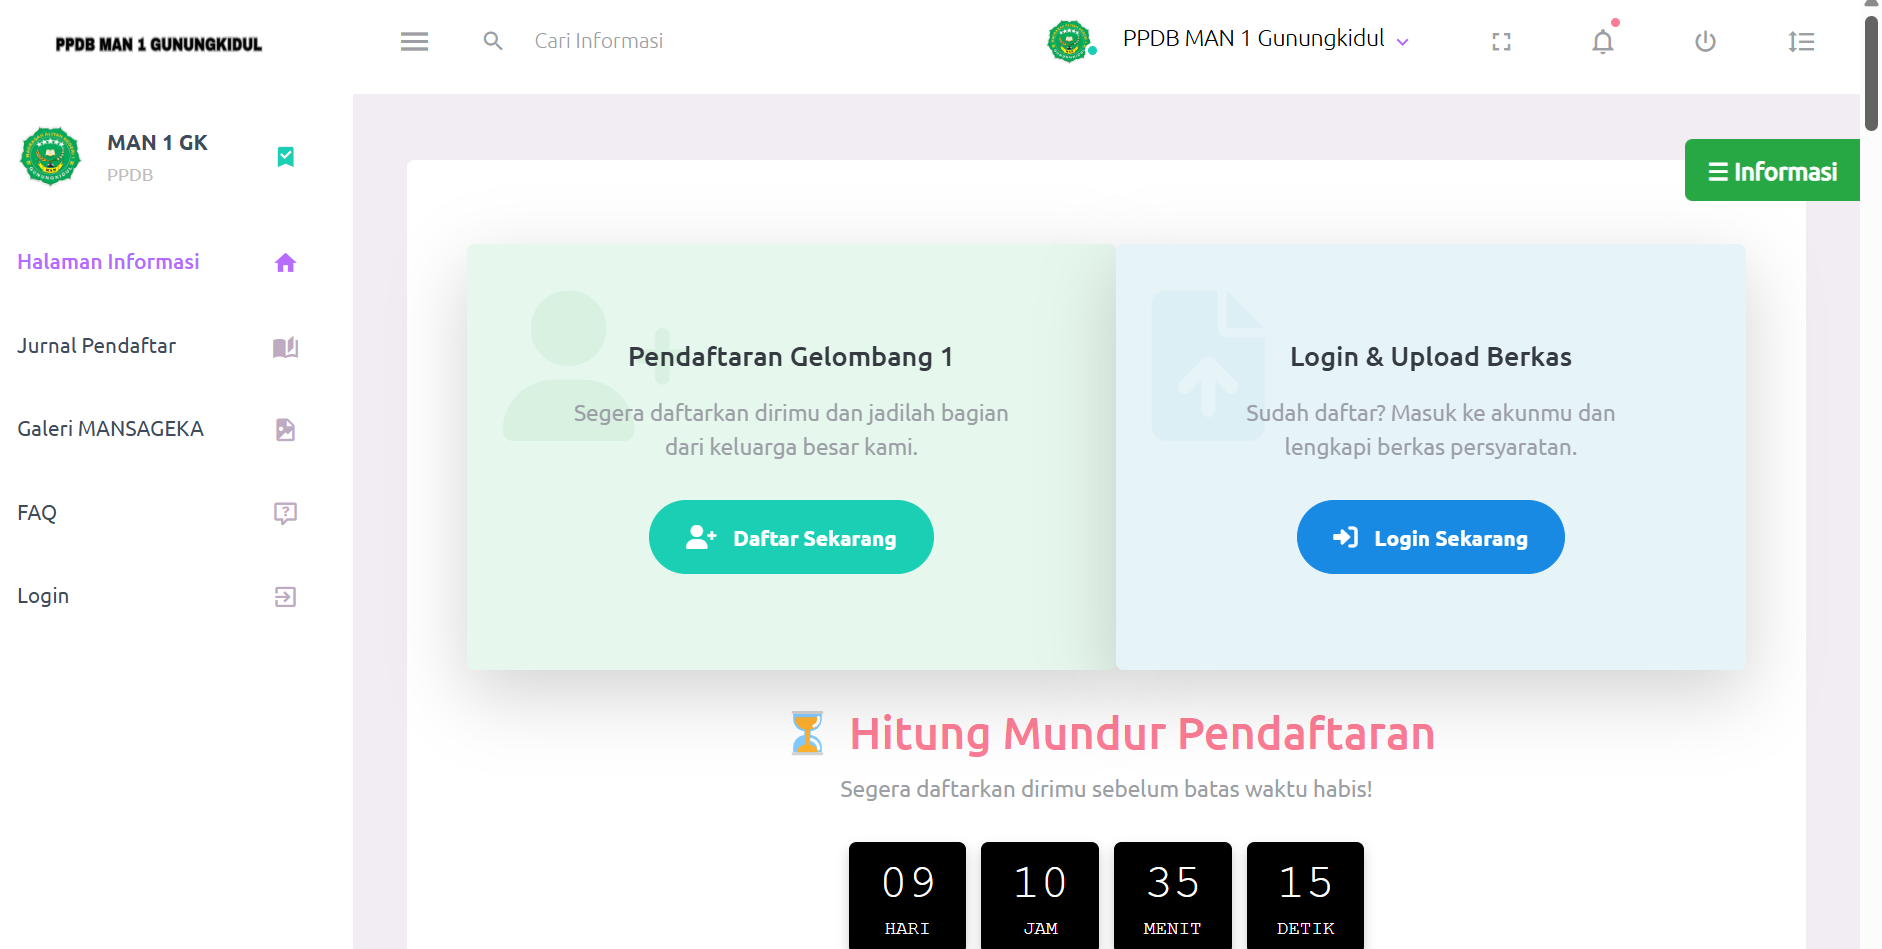 PPDB MAN 1 GUNUNGKIDUL
Cari Informasi
PPDB MAN 1 Gunungkidul
MAN 1 GK
PPDB
Halaman Informasi
Jurnal Pendaftar
Galeri MANSAGEKA
FAQ
Login
☰ Informasi
Pendaftaran Gelombang 1
Segera daftarkan dirimu dan jadilah bagian
dari keluarga besar kami.
Daftar Sekarang
Login & Upload Berkas
Sudah daftar? Masuk ke akunmu dan
lengkapi berkas persyaratan.
Login Sekarang
⏳ Hitung Mundur Pendaftaran
Segera daftarkan dirimu sebelum batas waktu habis!
09 10 35 15
HARI JAM MENIT DETIK